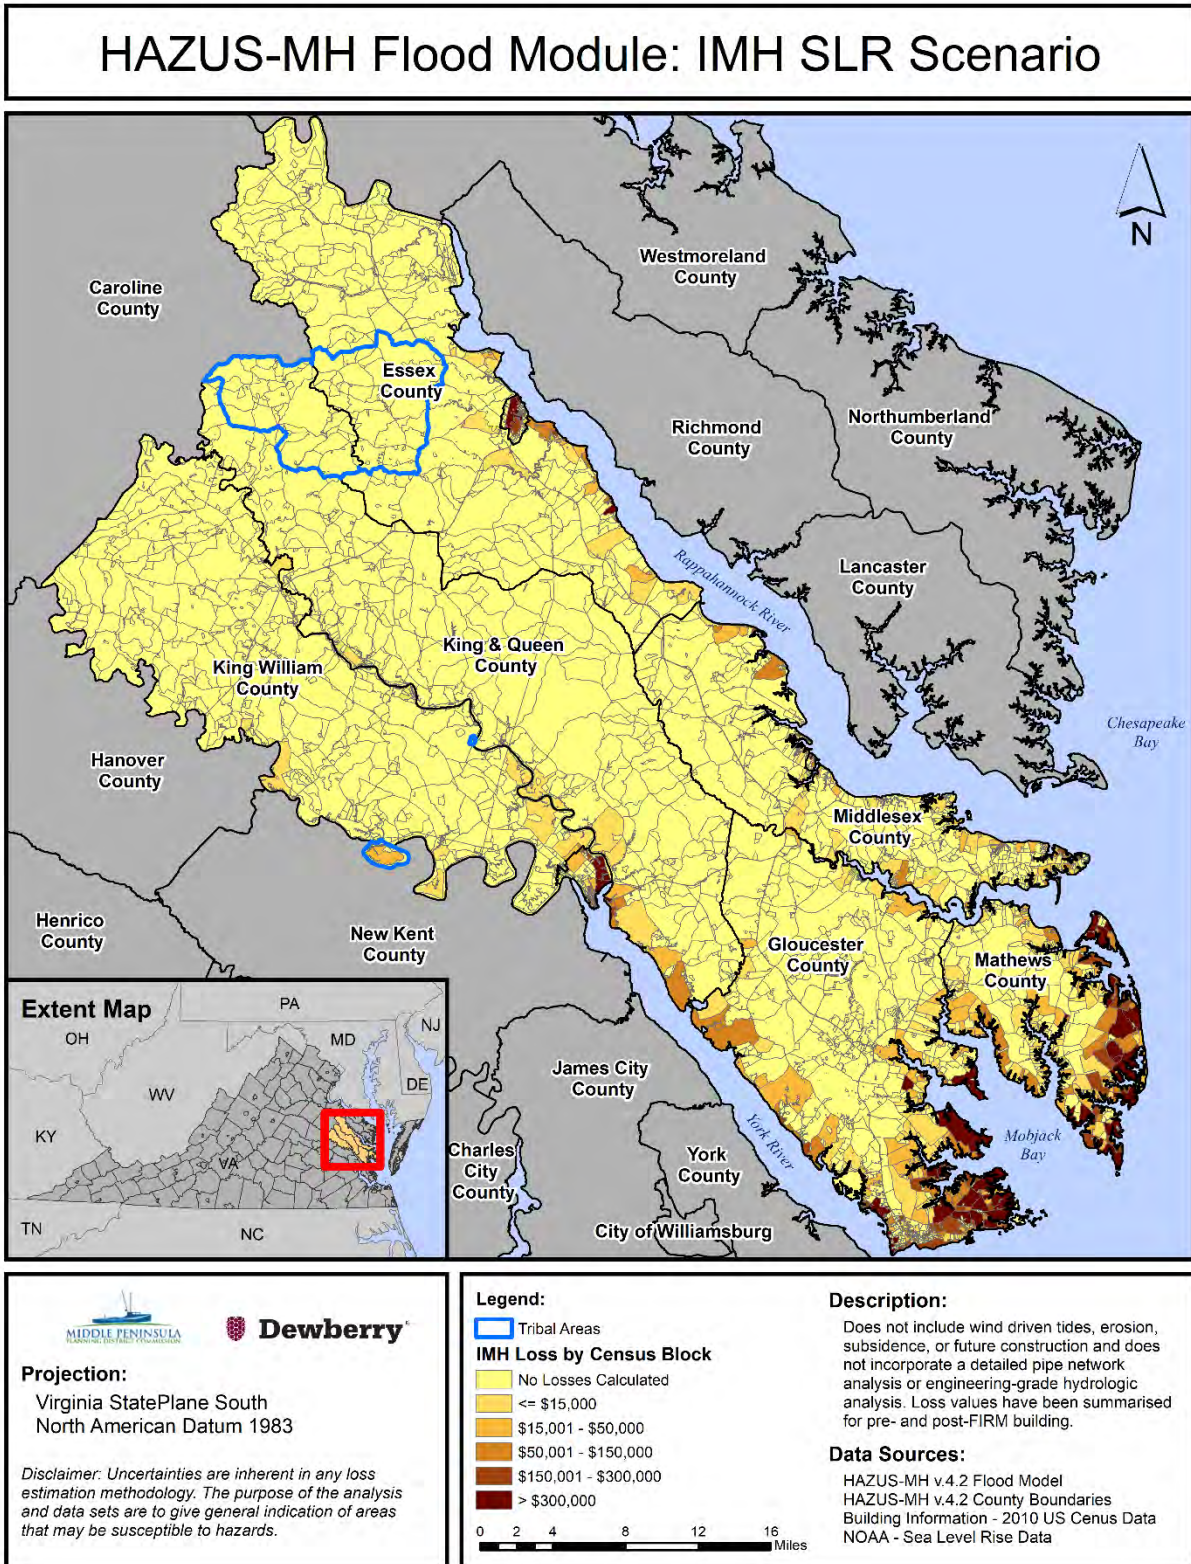 HAZUS-MH Flood Module: IMH SLR Scenario
N
Westmoreland
County
Caroline
County
Essex
County
Richmond
County
Northumberland
County
Rappahannock River
Lancaster
County
King & Queen
County
King William
County
Chesapeake
Bay
Hanover
County
Middlesex
County
Henrico
County
New Kent
County
Gloucester
County
Mathews
County
James City
County
York River
Mobjack
Bay
Charles
City
County
York
County
City of Williamsburg
Extent Map
PA
OH
NJ
MD
WV
DE
KY
VA
TN
NC
MIDDLE PENINSULA
PLANNING DISTRICT COMMISSION
Dewberry
Projection:
Virginia StatePlane South
North American Datum 1983
Disclaimer: Uncertainties are inherent in any loss
estimation methodology. The purpose of the analysis
and data sets are to give general indication of areas
that may be susceptible to hazards.
Legend:
Tribal Areas
IMH Loss by Census Block
No Losses Calculated
<= $15,000
$15,001 - $50,000
$50,001 - $150,000
$150,001 - $300,000
> $300,000
0 2 4 8 12 16
Miles
Description:
Does not include wind driven tides, erosion,
subsidence, or future construction and does
not incorporate a detailed pipe network
analysis or engineering-grade hydrologic
analysis. Loss values have been summarised
for pre- and post-FIRM building.
Data Sources:
HAZUS-MH v.4.2 Flood Model
HAZUS-MH v.4.2 County Boundaries
Building Information - 2010 US Cenus Data
NOAA - Sea Level Rise Data